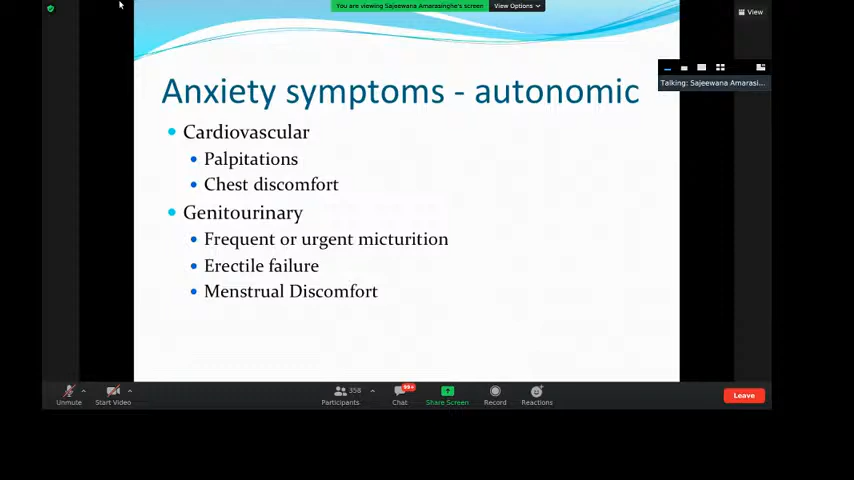 You are viewing Sajeewana Amarasinghe's screen
View Options
View
Talking: Sajeewana Amarasi...
Anxiety symptoms - autonomic
• Cardiovascular
• Palpitations
• Chest discomfort
• Genitourinary
• Frequent or urgent micturition
• Erectile failure
• Menstrual Discomfort
Unmute
Start Video
358
Participants
99+
Chat
Share Screen
Record
Reactions
Leave